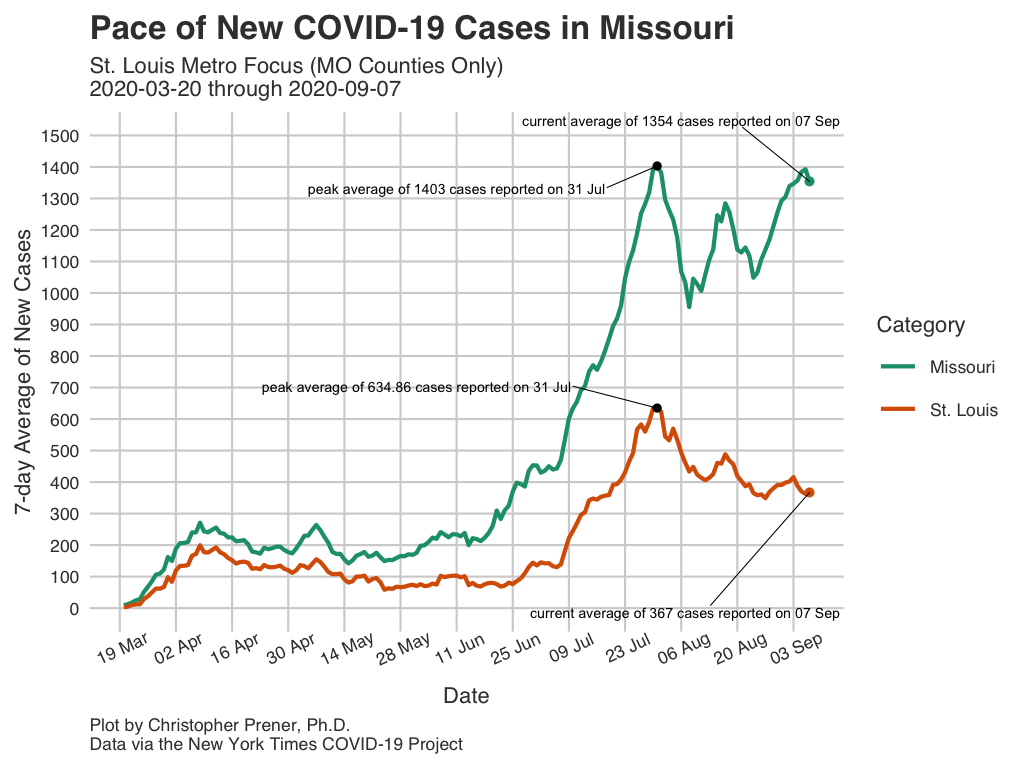 Pace of New COVID-19 Cases in Missouri
St. Louis Metro Focus (MO Counties Only)
2020-03-20 through 2020-09-07
current average of 1354 cases reported on 07 Sep
peak average of 1403 cases reported on 31 Jul
peak average of 634.86 cases reported on 31 Jul
current average of 367 cases reported on 07 Sep
7-day Average of New Cases
1500
1400
1300
1200
1100
1000
900
800
700
600
500
400
300
200
100
0
19 Mar
02 Apr
16 Apr
30 Apr
14 May
28 May
11 Jun
25 Jun
09 Jul
23 Jul
06 Aug
20 Aug
03 Sep
Date
Category
Missouri
St. Louis
Plot by Christopher Prener, Ph.D.
Data via the New York Times COVID-19 Project